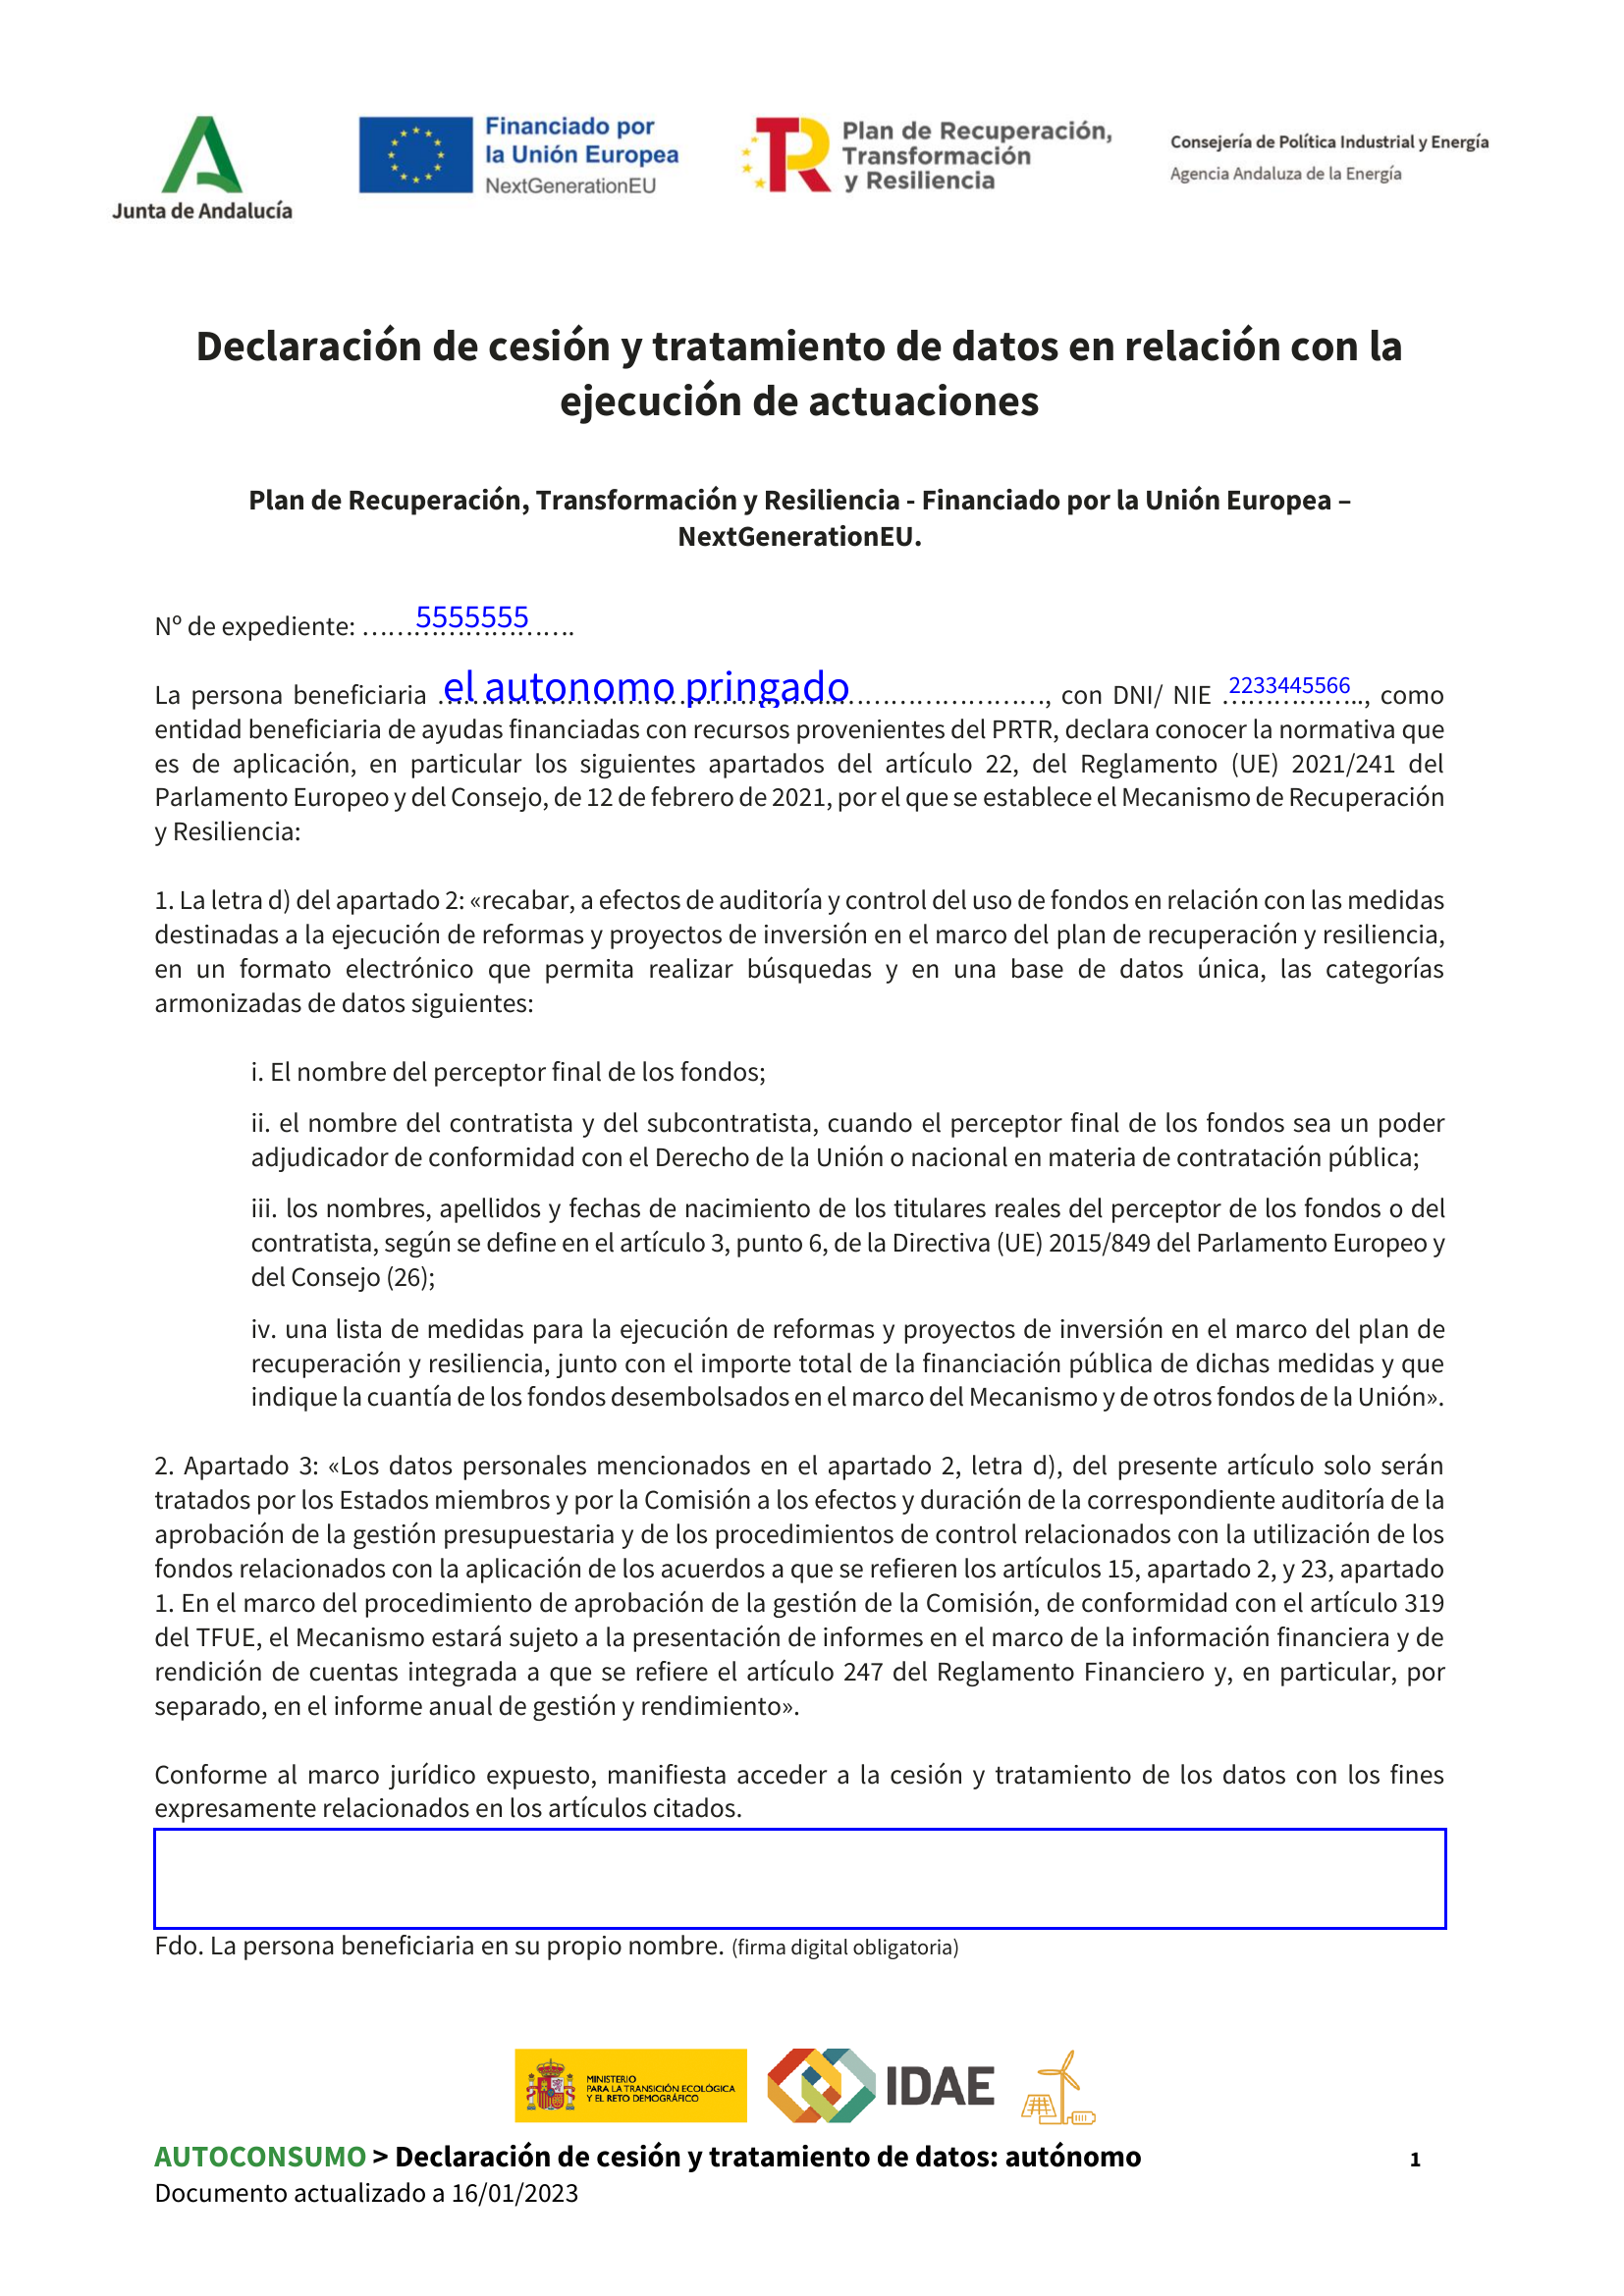 Junta de Andalucía
Financiado por
la Unión Europea
NextGenerationEU
Plan de Recuperación,
Transformación
y Resiliencia
Consejería de Política Industrial y Energía
Agencia Andaluza de la Energía
Declaración de cesión y tratamiento de datos en relación con la
ejecución de actuaciones
Plan de Recuperación, Transformación y Resiliencia - Financiado por la Unión Europea –
NextGenerationEU.
Nº de expediente: 5555555
La persona beneficiaria el autonomo pringado, con DNI/ NIE 2233445566, como
entidad beneficiaria de ayudas financiadas con recursos provenientes del PRTR, declara conocer la normativa que
es de aplicación, en particular los siguientes apartados del artículo 22, del Reglamento (UE) 2021/241 del
Parlamento Europeo y del Consejo, de 12 de febrero de 2021, por el que se establece el Mecanismo de Recuperación
y Resiliencia:
1. La letra d) del apartado 2: «recabar, a efectos de auditoría y control del uso de fondos en relación con las medidas
destinadas a la ejecución de reformas y proyectos de inversión en el marco del plan de recuperación y resiliencia,
en un formato electrónico que permita realizar búsquedas y en una base de datos única, las categorías
armonizadas de datos siguientes:
i. El nombre del perceptor final de los fondos;
ii. el nombre del contratista y del subcontratista, cuando el perceptor final de los fondos sea un poder
adjudicador de conformidad con el Derecho de la Unión o nacional en materia de contratación pública;
iii. los nombres, apellidos y fechas de nacimiento de los titulares reales del perceptor de los fondos o del
contratista, según se define en el artículo 3, punto 6, de la Directiva (UE) 2015/849 del Parlamento Europeo y
del Consejo (26);
iv. una lista de medidas para la ejecución de reformas y proyectos de inversión en el marco del plan de
recuperación y resiliencia, junto con el importe total de la financiación pública de dichas medidas y que
indique la cuantía de los fondos desembolsados en el marco del Mecanismo y de otros fondos de la Unión».
2. Apartado 3: «Los datos personales mencionados en el apartado 2, letra d), del presente artículo solo serán
tratados por los Estados miembros y por la Comisión a los efectos y duración de la correspondiente auditoría de la
aprobación de la gestión presupuestaria y de los procedimientos de control relacionados con la utilización de los
fondos relacionados con la aplicación de los acuerdos a que se refieren los artículos 15, apartado 2, y 23, apartado
1. En el marco del procedimiento de aprobación de la gestión de la Comisión, de conformidad con el artículo 319
del TFUE, el Mecanismo estará sujeto a la presentación de informes en el marco de la información financiera y de
rendición de cuentas integrada a que se refiere el artículo 247 del Reglamento Financiero y, en particular, por
separado, en el informe anual de gestión y rendimiento».
Conforme al marco jurídico expuesto, manifiesta acceder a la cesión y tratamiento de los datos con los fines
expresamente relacionados en los artículos citados.
Fdo. La persona beneficiaria en su propio nombre. (firma digital obligatoria)
MINISTERIO
PARA LA TRANSICIÓN ECOLÓGICA
Y EL RETO DEMOGRÁFICO
IDAE
AUTOCONSUMO > Declaración de cesión y tratamiento de datos: autónomo 1
Documento actualizado a 16/01/2023